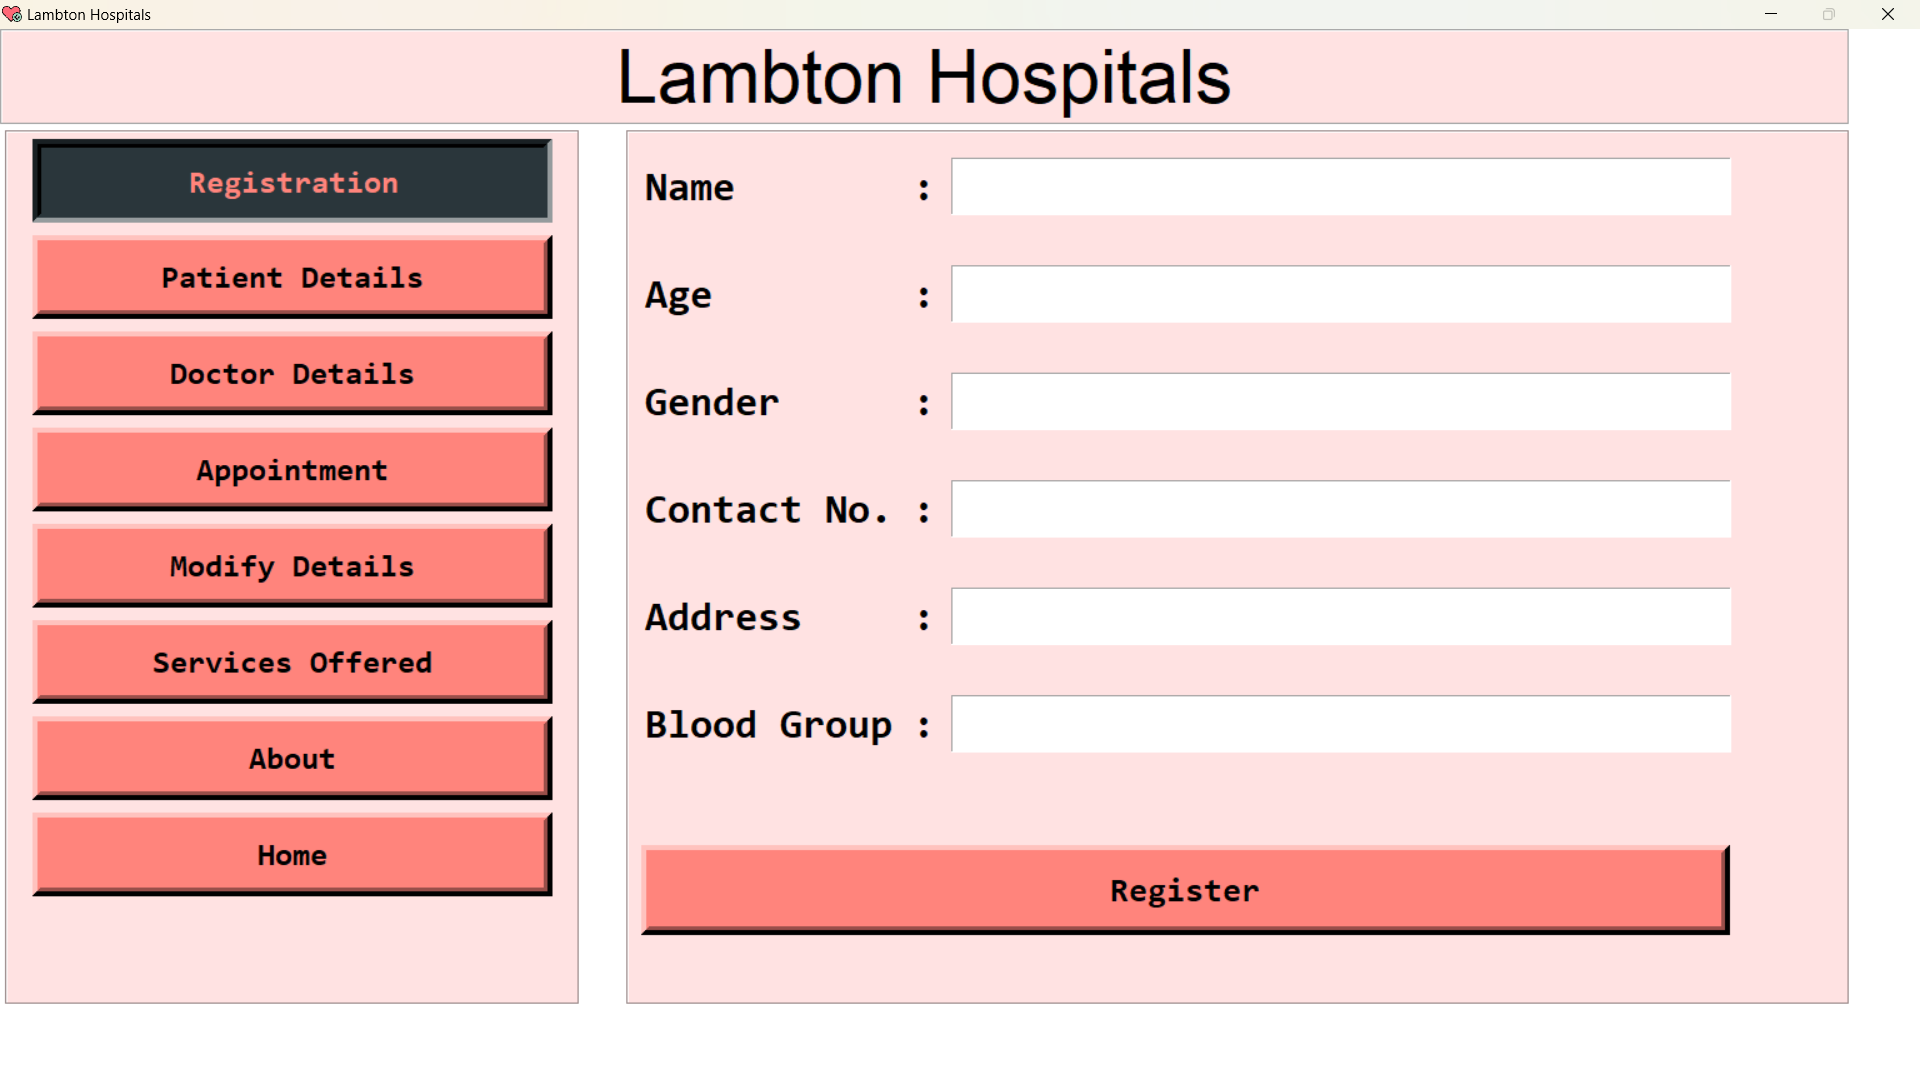 Lambton Hospitals
Lambton Hospitals
Registration
Patient Details
Doctor Details
Appointment
Modify Details
Services Offered
About
Home
Name :
Age :
Gender :
Contact No. :
Address :
Blood Group :
Register